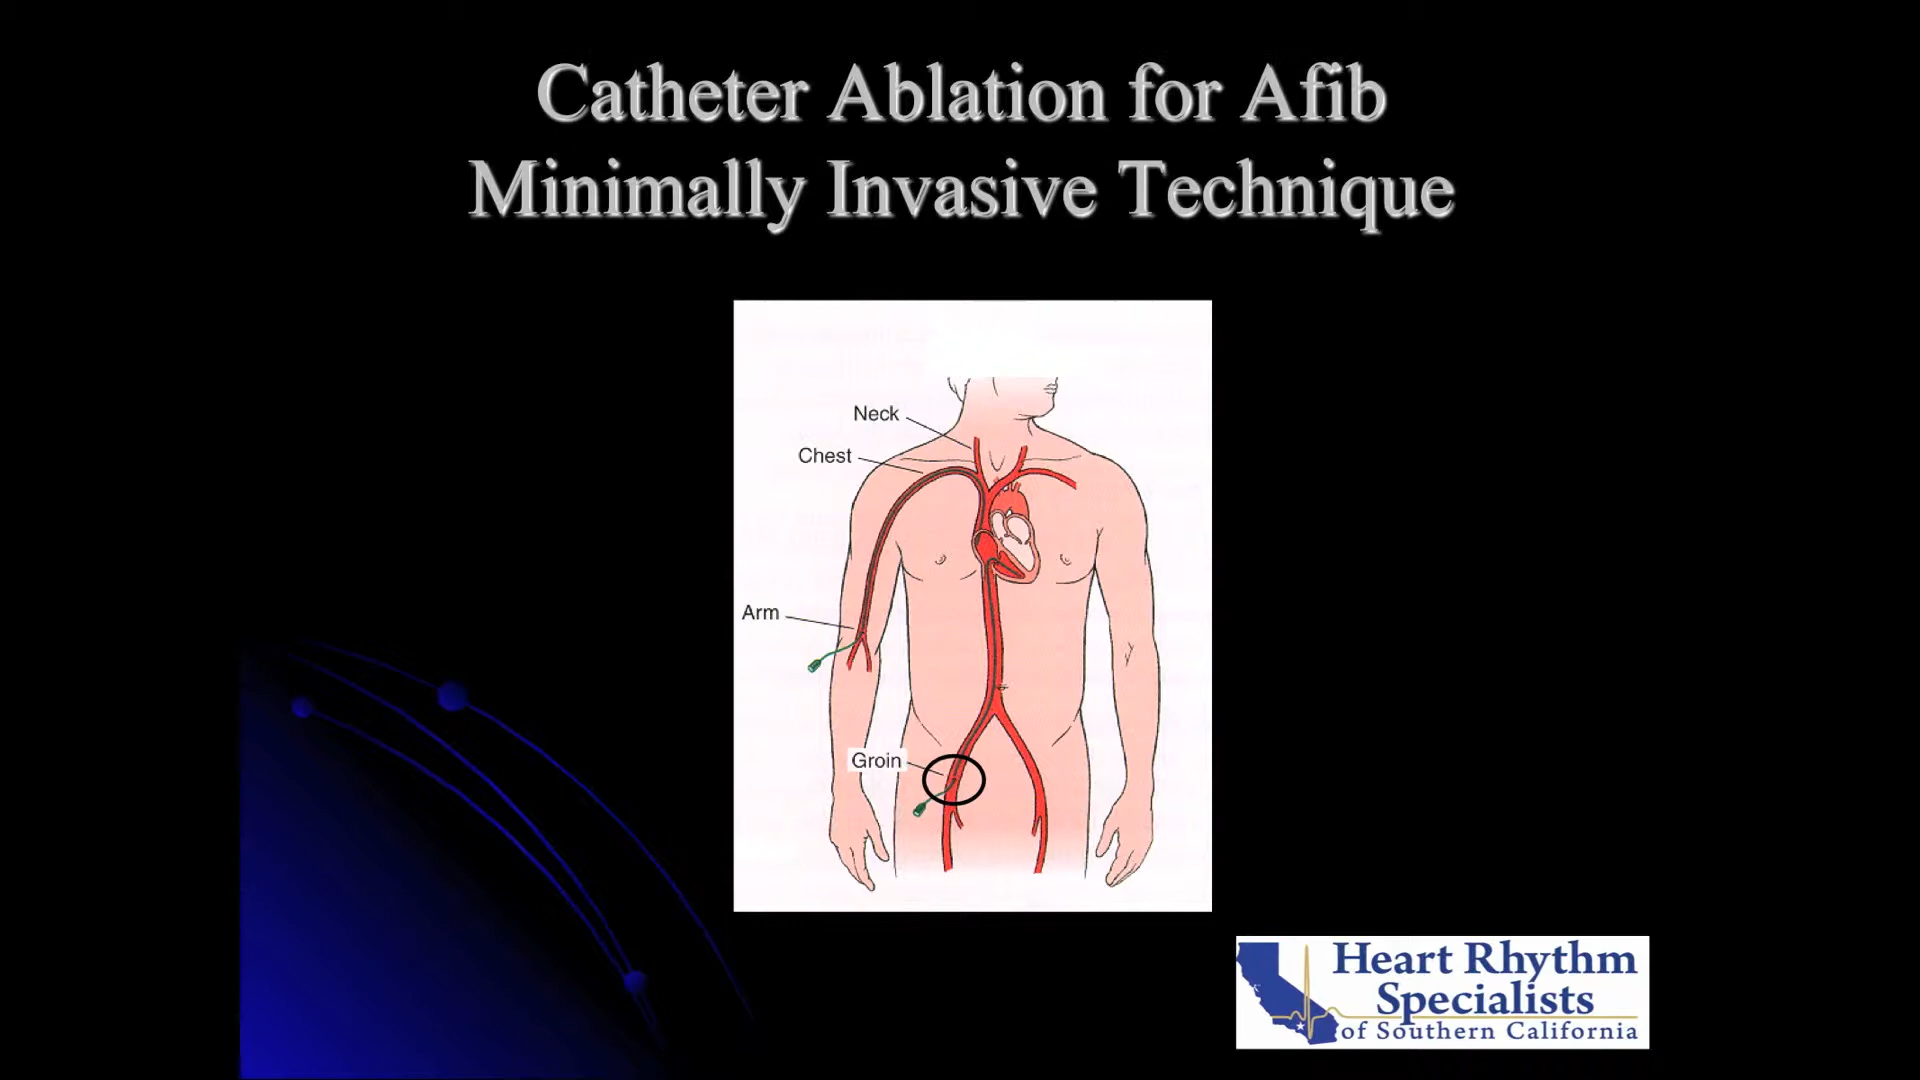 Catheter Ablation for Afib
Minimally Invasive Technique
Neck
Chest
Arm
Groin
Heart Rhythm
Specialists
of Southern California